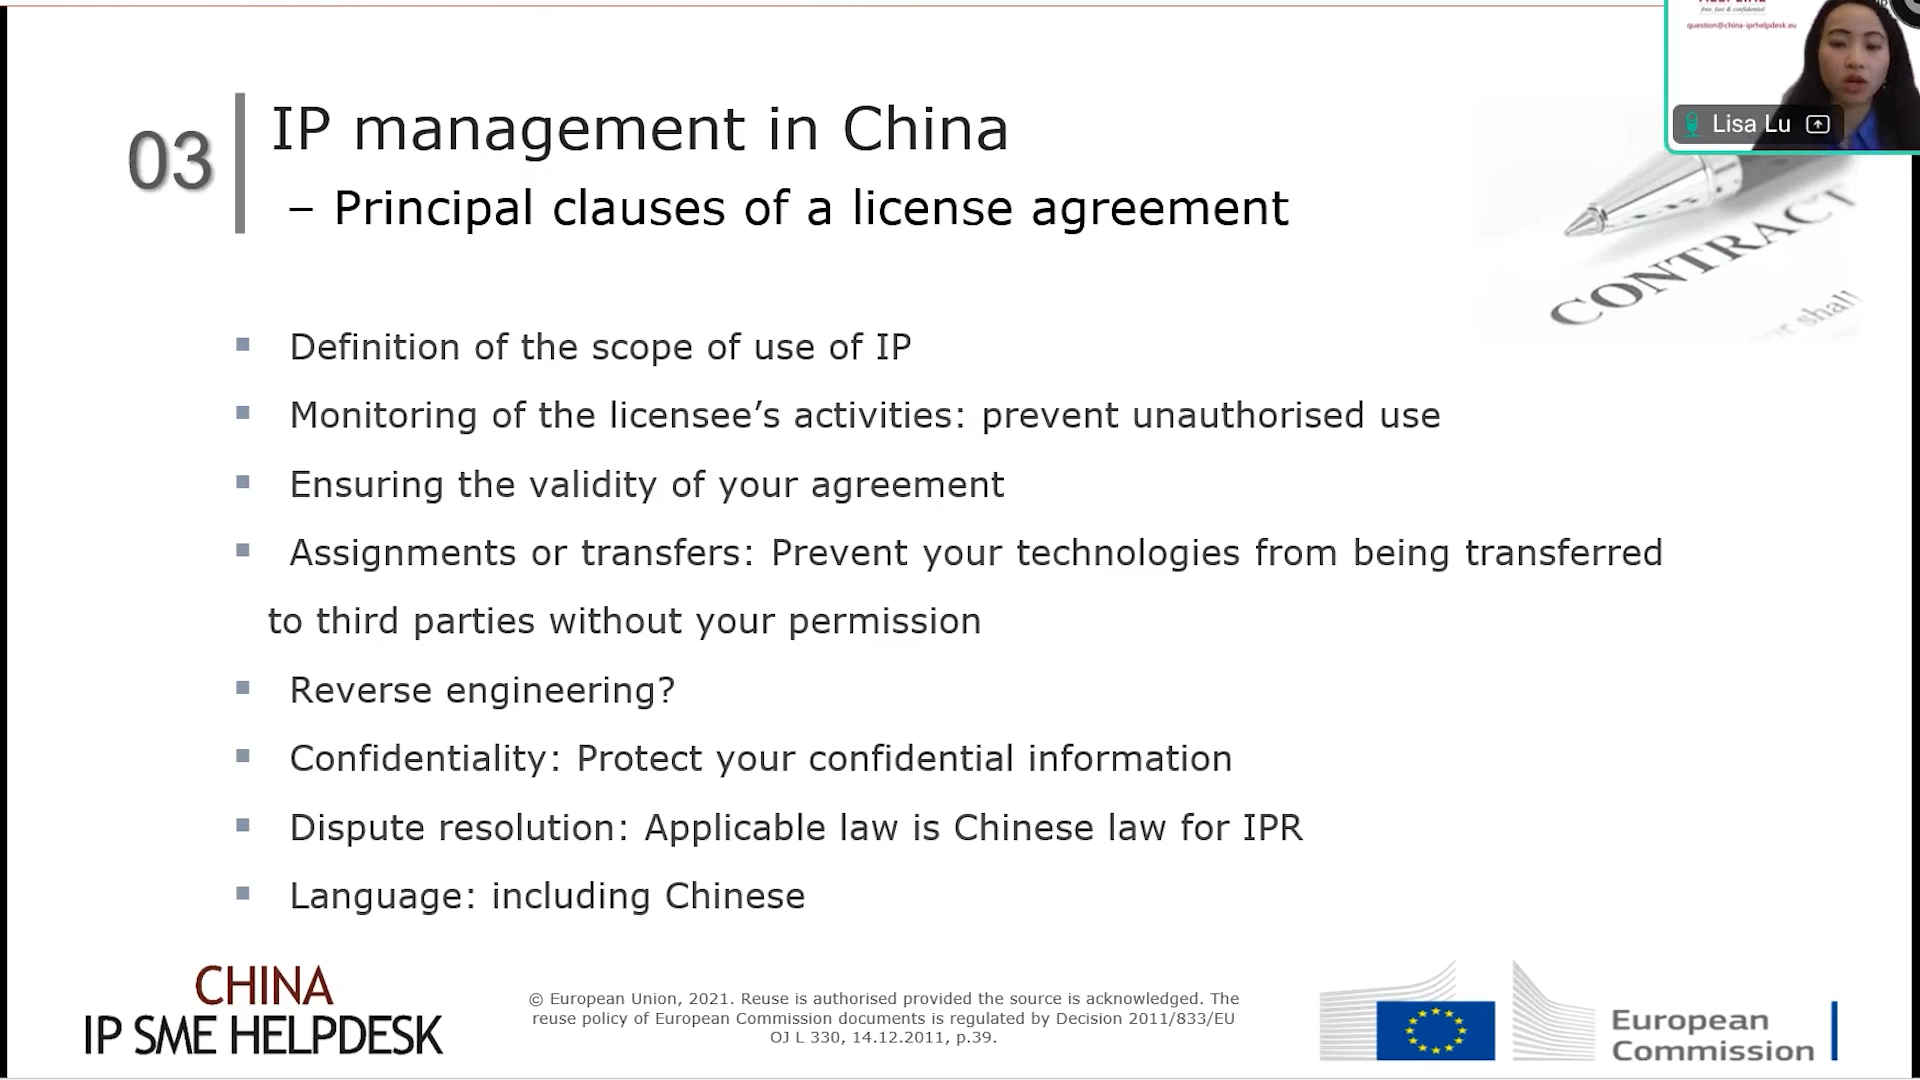 free, fast & confidential
question@china-iprhelpdesk.eu
Lisa Lu
03
IP management in China
– Principal clauses of a license agreement
CONTRACT
shall
▪ Definition of the scope of use of IP
▪ Monitoring of the licensee’s activities: prevent unauthorised use
▪ Ensuring the validity of your agreement
▪ Assignments or transfers: Prevent your technologies from being transferred
to third parties without your permission
▪ Reverse engineering?
▪ Confidentiality: Protect your confidential information
▪ Dispute resolution: Applicable law is Chinese law for IPR
▪ Language: including Chinese
CHINA
IP SME HELPDESK
© European Union, 2021. Reuse is authorised provided the source is acknowledged. The
reuse policy of European Commission documents is regulated by Decision 2011/833/EU
OJ L 330, 14.12.2011, p.39.
European
Commission